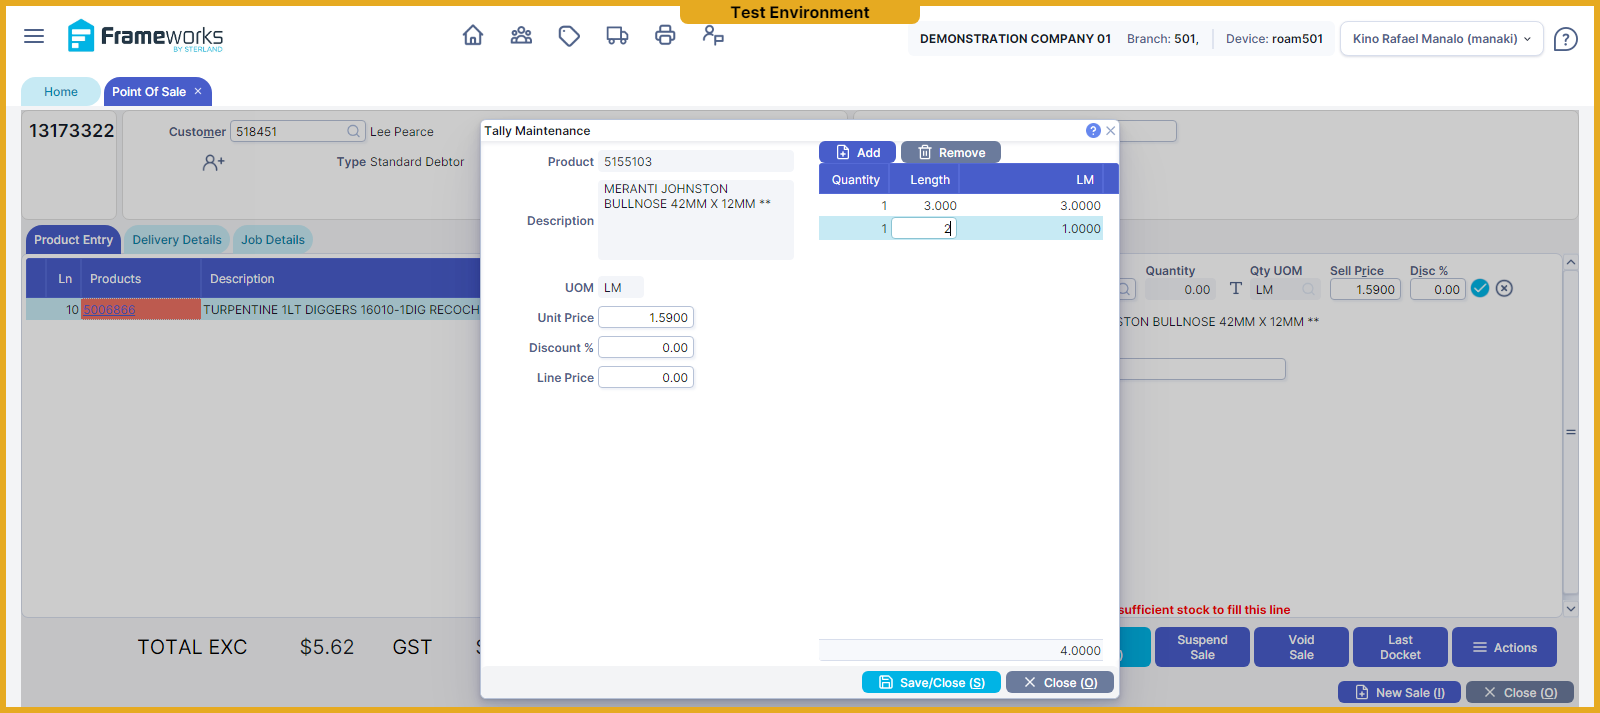 Test Environment
Frameworks
BY STERLAND
DEMONSTRATION COMPANY 01 Branch: 501, Device: roam501
Kino Rafael Manalo (manaki)
?
Home
Point Of Sale ×
13173322
Customer 518451 Lee Pearce
Type Standard Debtor
Product Entry Delivery Details Job Details
Ln Products Description
10 5006866 TURPENTINE 1LT DIGGERS 16010-1DIG RECOCH
Tally Maintenance
?
Product 5155103
Description MERANTI JOHNSTON
BULLNOSE 42MM X 12MM **
UOM LM
Unit Price 1.5900
Discount % 0.00
Line Price 0.00
Add Remove
Quantity Length LM
1 3.000 3.0000
1 2 1.0000
4.0000
Save/Close (S) Close (O)
Quantity Qty UOM Sell Price Disc %
0.00 T LM 1.5900 0.00
STON BULLNOSE 42MM X 12MM **
sufficient stock to fill this line
TOTAL EXC $5.62 GST
)
Suspend
Sale
Void
Sale
Last
Docket
Actions
New Sale (I) Close (O)